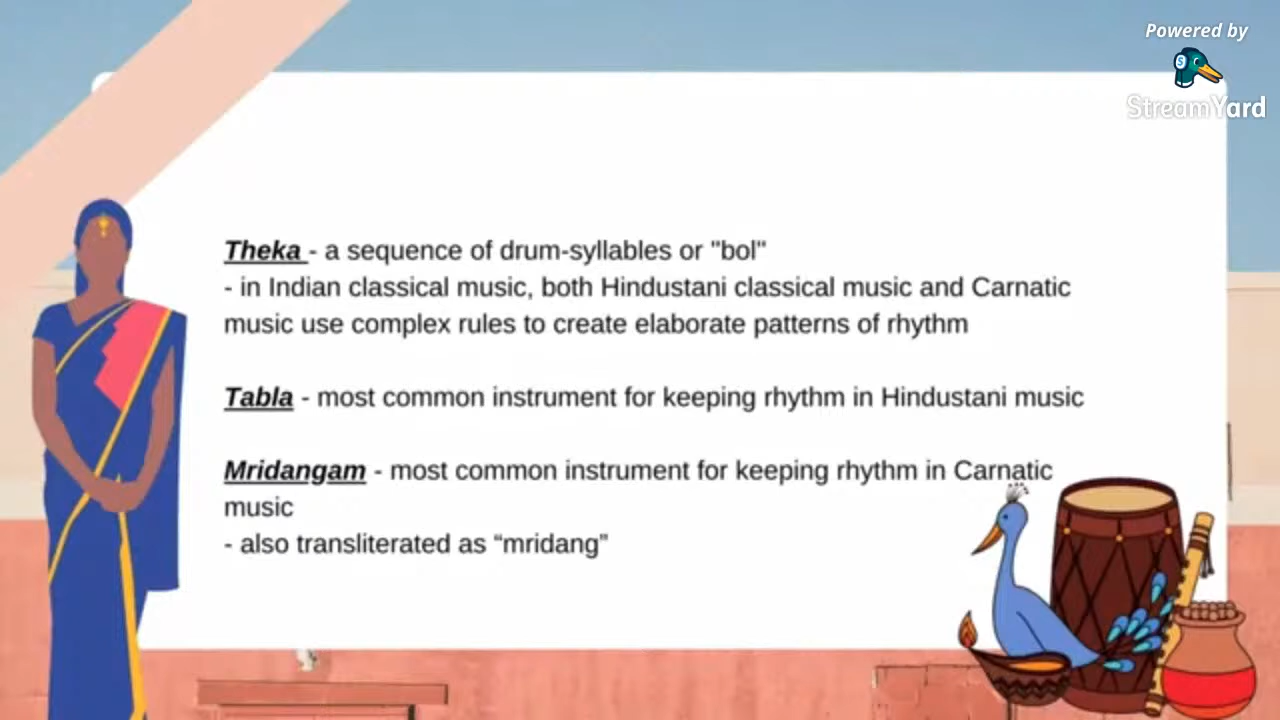 Powered by
StreamYard
Theka - a sequence of drum-syllables or "bol"
- in Indian classical music, both Hindustani classical music and Carnatic
music use complex rules to create elaborate patterns of rhythm
Tabla - most common instrument for keeping rhythm in Hindustani music
Mridangam - most common instrument for keeping rhythm in Carnatic
music
- also transliterated as “mridang”